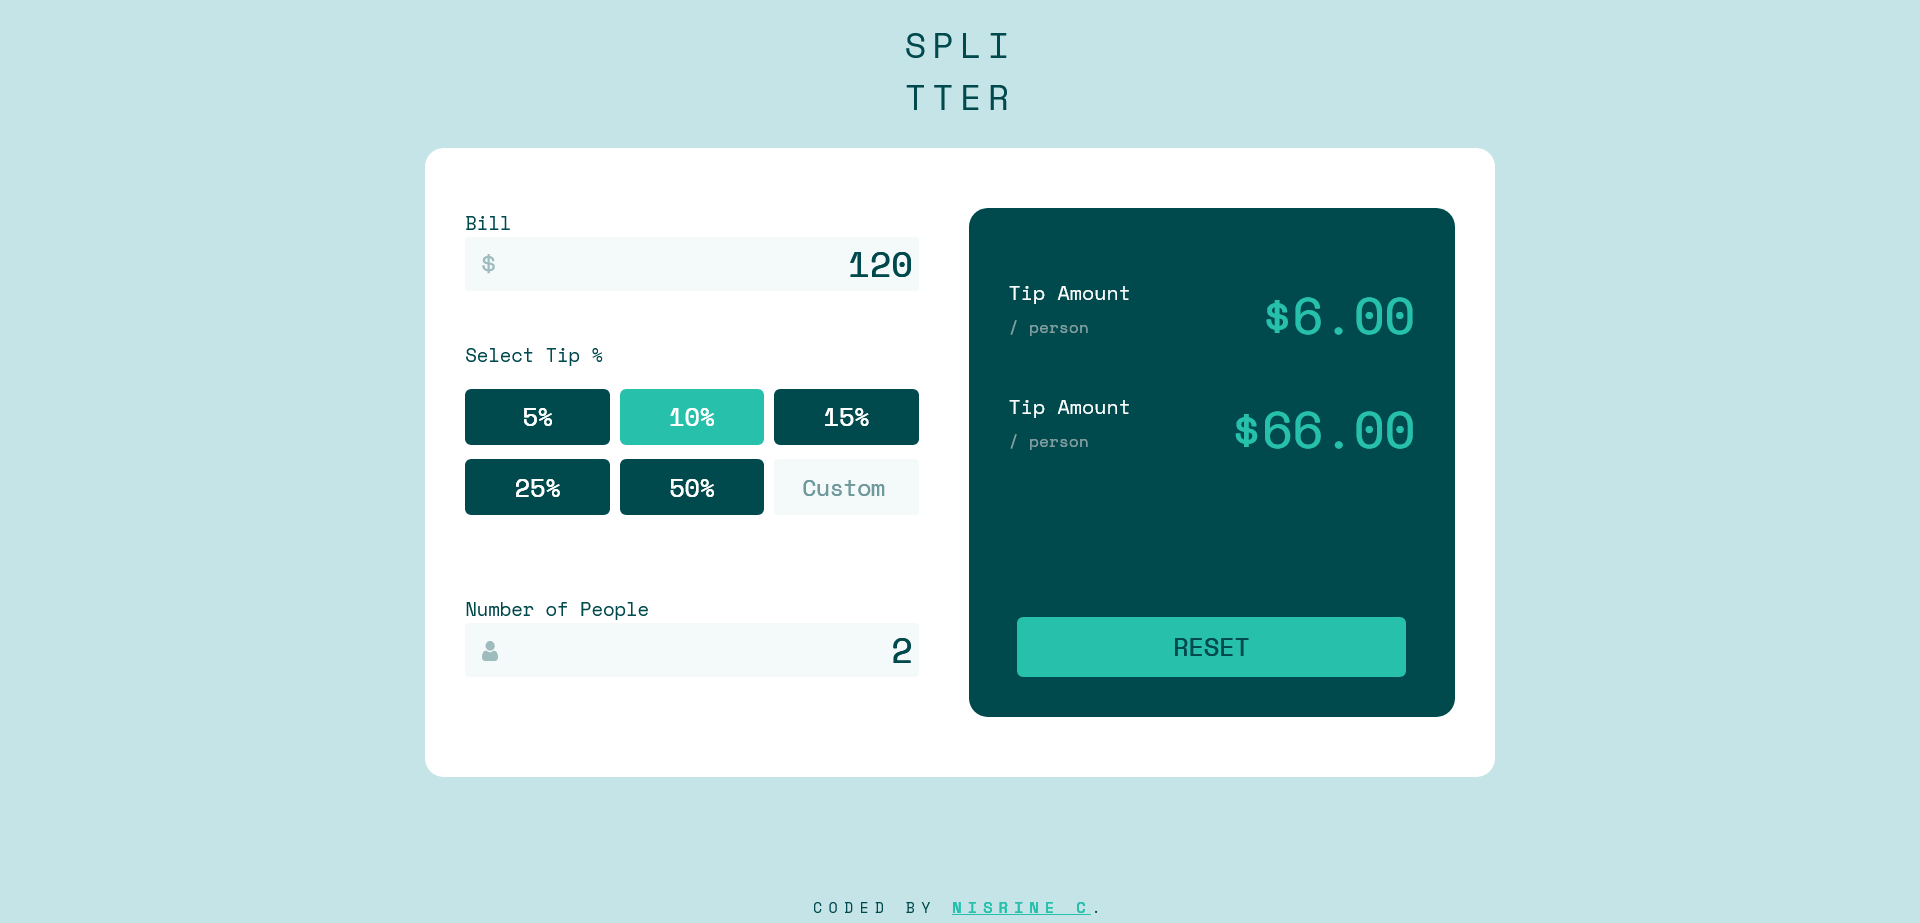 SPLI
TTER
Bill
$
120
Select Tip %
5%
10%
15%
25%
50%
Custom
Number of People
2
Tip Amount
/ person
$6.00
Tip Amount
/ person
$66.00
RESET
CODED BY NISRINE C.